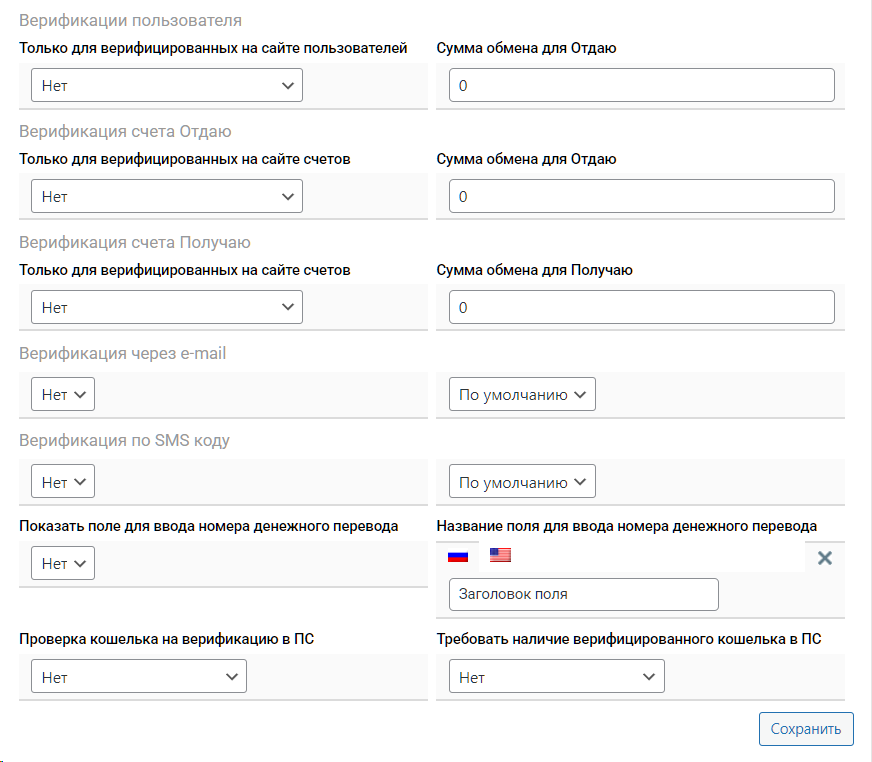 Верификации пользователя
Только для верифицированных на сайте пользователей Сумма обмена для Отдаю
Нет 0
Верификация счета Отдаю
Только для верифицированных на сайте счетов Сумма обмена для Отдаю
Нет 0
Верификация счета Получаю
Только для верифицированных на сайте счетов Сумма обмена для Получаю
Нет 0
Верификация через e-mail
Нет По умолчанию
Верификация по SMS коду
Нет По умолчанию
Показать поле для ввода номера денежного перевода Название поля для ввода номера денежного перевода
Нет
Заголовок поля
Проверка кошелька на верификацию в ПС Требовать наличие верифицированного кошелька в ПС
Нет Нет
Сохранить